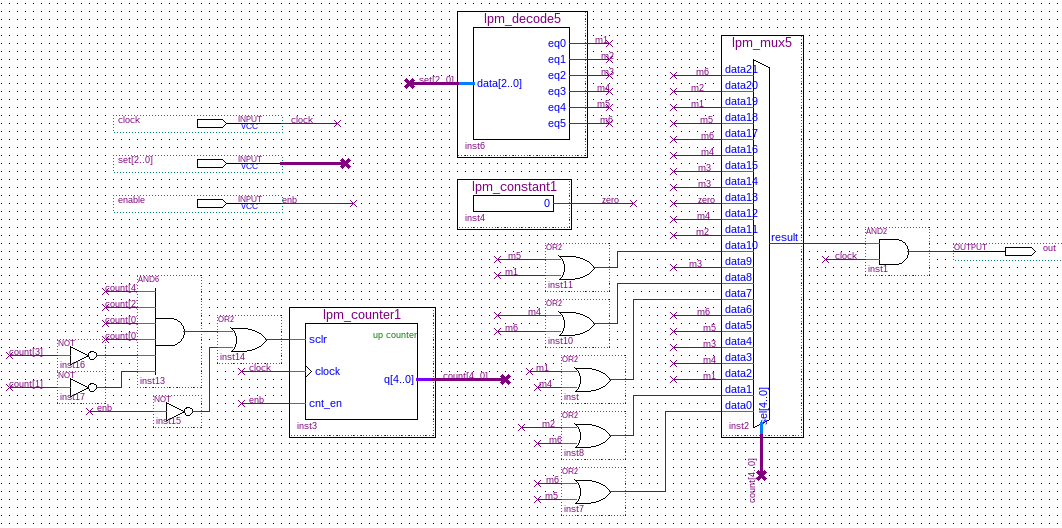 lpm_decode5
eq0
m1
eq1
m2
eq2
m3
eq3
m4
eq4
m5
eq5
m6
set[2..0]
data[2..0]
inst6
clock
INPUT
VCC
clock
set[2..0]
INPUT
VCC
enable
INPUT
VCC
enb
lpm_constant1
0
zero
inst4
lpm_mux5
m6
data21
m2
data20
m1
data19
m5
data18
m6
data17
m4
data16
m3
data15
m3
data14
zero
data13
m4
data12
m2
data11
data10
m3
data9
data8
data7
m6
data6
m5
data5
m3
data4
m4
data3
m1
data2
data1
data0
sel[4..0]
inst2
count[4..0]
result
AND2
clock
inst1
OUTPUT
out
OR2
m5
m1
inst11
OR2
m4
m6
inst10
OR2
m1
m4
inst
OR2
m2
m6
inst8
OR2
m6
m5
inst7
AND6
count[4
count[2
count[0
count[0
inst13
NOT
count[3]
inst16
NOT
count[1]
inst17
NOT
enb
inst15
OR2
inst14
lpm_counter1
up counter
sclr
clock
clock
q[4..0]
count[4..0]
enb
cnt_en
inst3